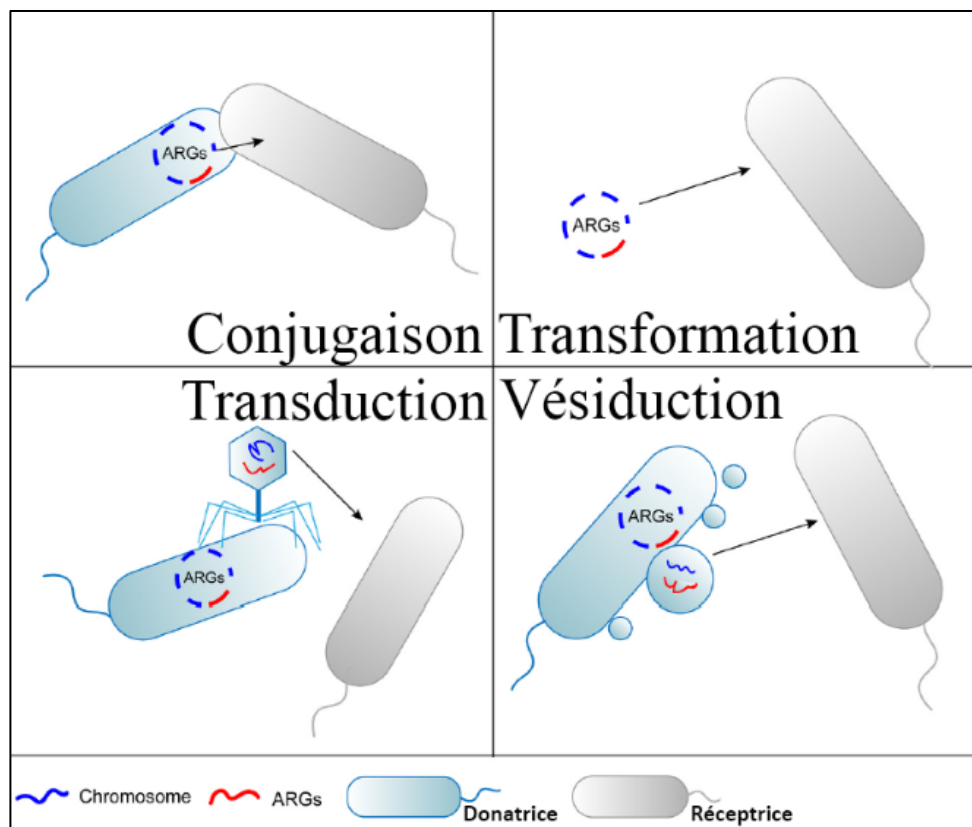 ARGs
ARGs
Conjugaison
Transformation
Transduction
Vésiduction
ARGs
ARGs
Chromosome
ARGs
Donatrice
Réceptrice